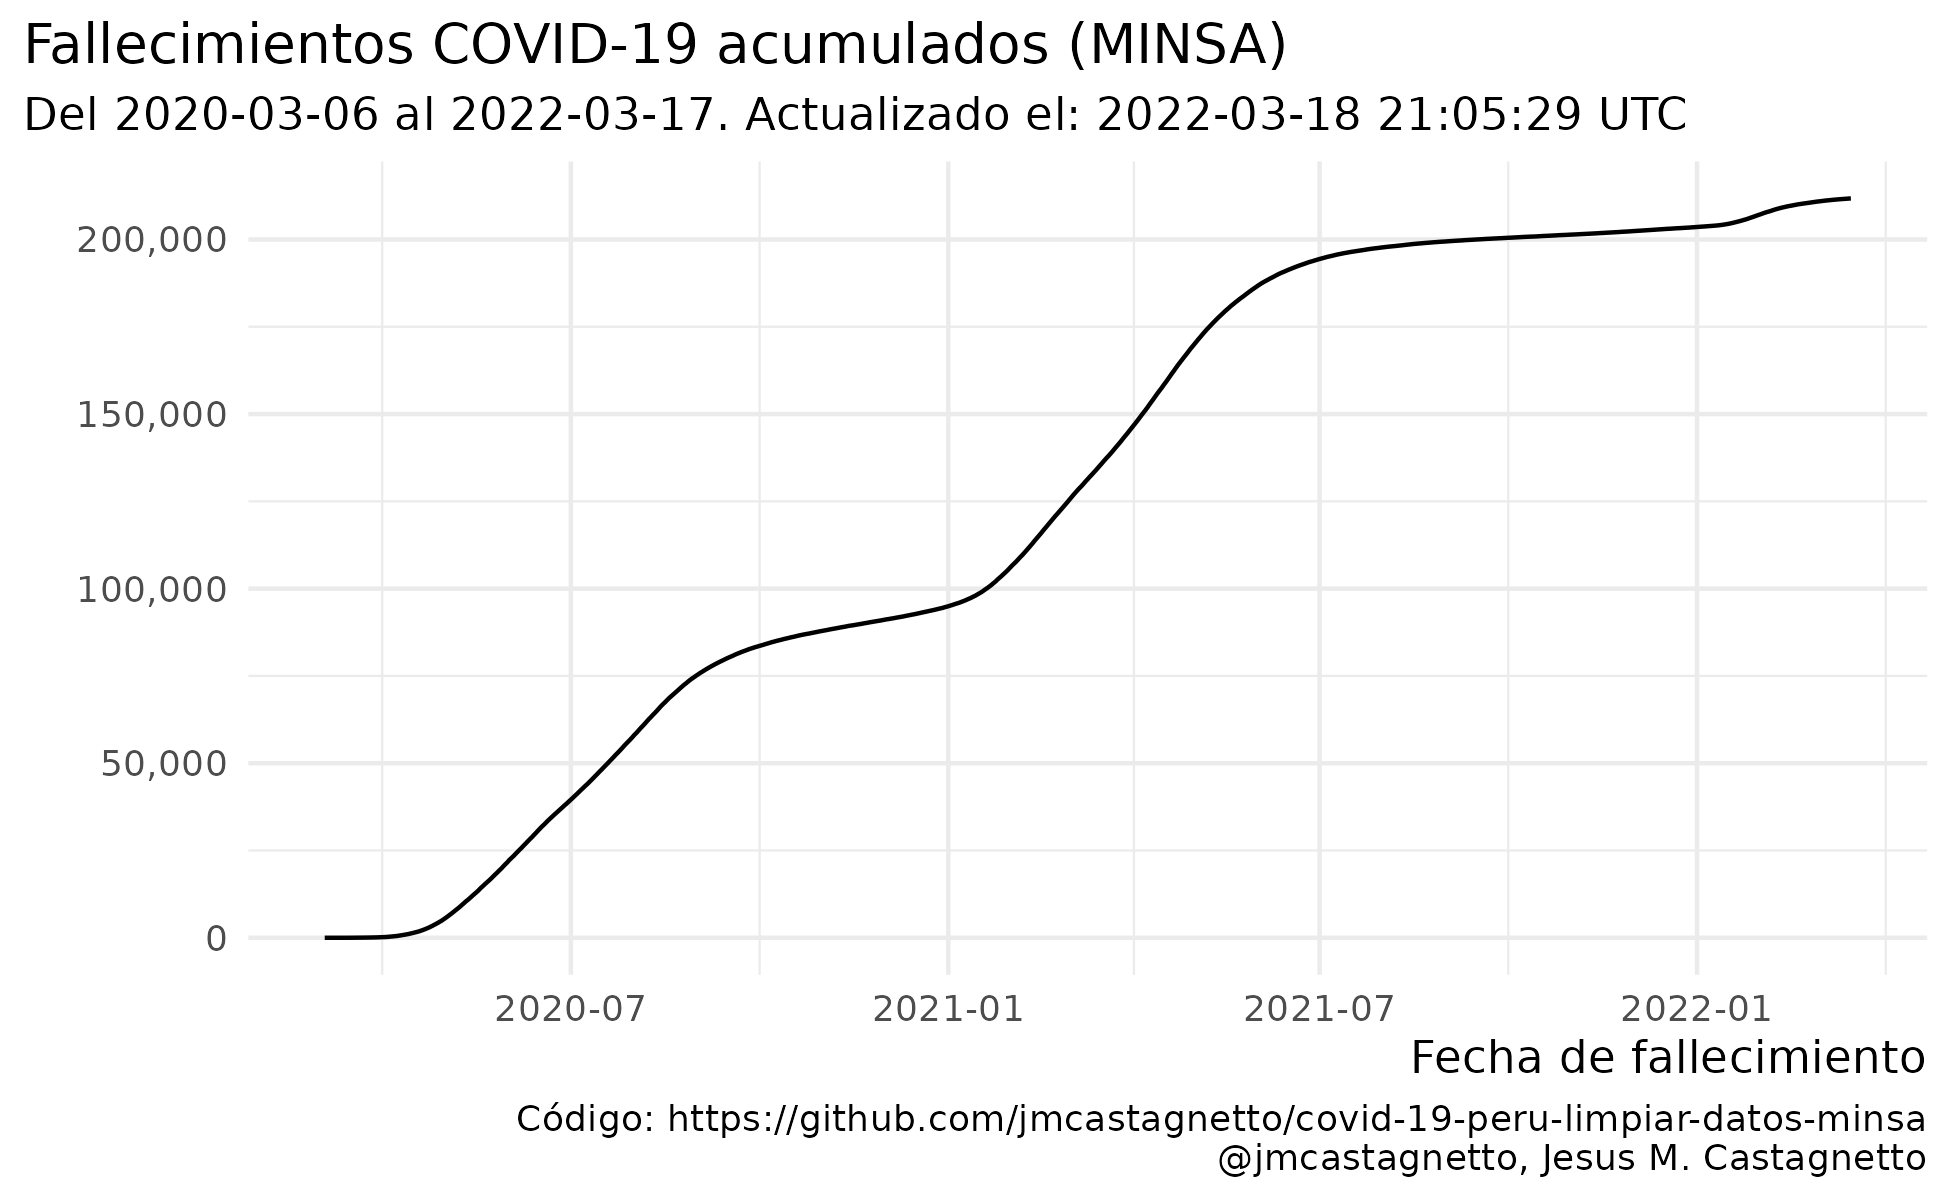 Fallecimientos COVID-19 acumulados (MINSA)
Del 2020-03-06 al 2022-03-17. Actualizado el: 2022-03-18 21:05:29 UTC
200,000
150,000
100,000
50,000
0
2020-07 2021-01 2021-07 2022-01
Fecha de fallecimiento
Código: https://github.com/jmcastagnetto/covid-19-peru-limpiar-datos-minsa
@jmcastagnetto, Jesus M. Castagnetto